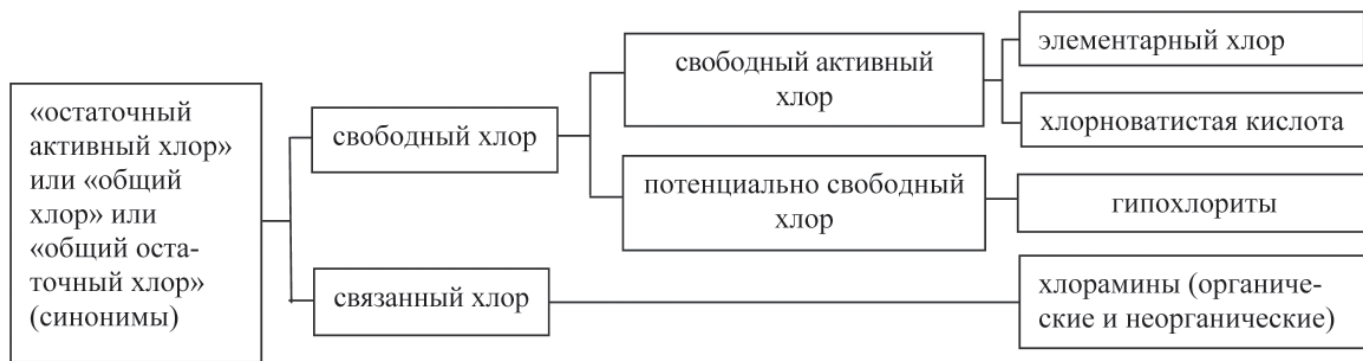 «остаточный
активный хлор»
или «общий
хлор» или
«общий оста-
точный хлор»
(синонимы)
свободный хлор
свободный активный
хлор
элементарный хлор
хлорноватистая кислота
потенциально свободный
хлор
гипохлориты
связанный хлор
хлорамины (органиче-
ские и неорганические)